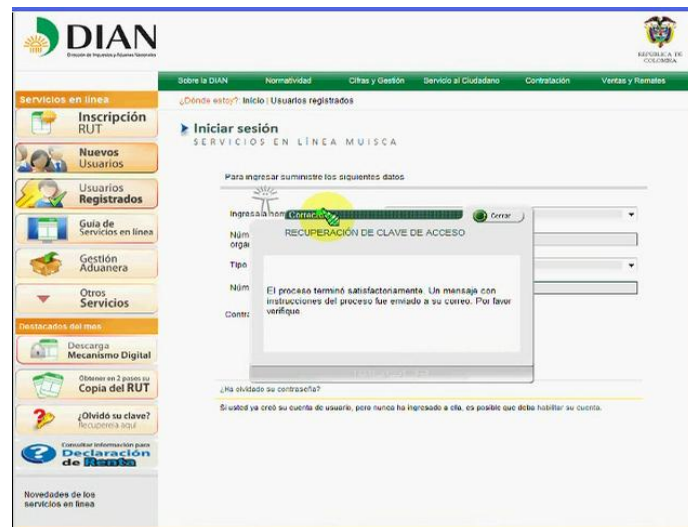 DIAN
Dirección de Impuestos y Aduanas Nacionales
REPÚBLICA DE
COLOMBIA
Sobre la DIAN Normatividad Cifras y Gestión Servicio al Ciudadano Contratación Ventas y Remates
Servicios en línea
¿Dónde estoy?: Inicio | Usuarios registrados
Inscripción
RUT
Nuevos
Usuarios
Usuarios
Registrados
Guía de
Servicios en línea
Gestión
Aduanera
Otros
Servicios
Destacados del mes
Descarga
Mecanismo Digital
Obtener en 2 pasos su
Copia del RUT
¿Olvidó su clave?
Recupérela aquí
Consultar información para
Declaración
de Renta
Novedades de los
servicios en línea
Iniciar sesión
SERVICIOS EN LÍNEA MUISCA
Para ingresar suministre los siguientes datos
Ingresa a nom
Núm
orga
Tipo
Núm
Contra
Cerrar
RECUPERACIÓN DE CLAVE DE ACCESO
El proceso terminó satisfactoriamente. Un mensaje con
instrucciones del proceso fue enviado a su correo. Por favor
verifique.
¿Ha olvidado su contraseña?
Si usted ya creó su cuenta de usuario, pero nunca ha ingresado a ella, es posible que deba habilitar su cuenta.